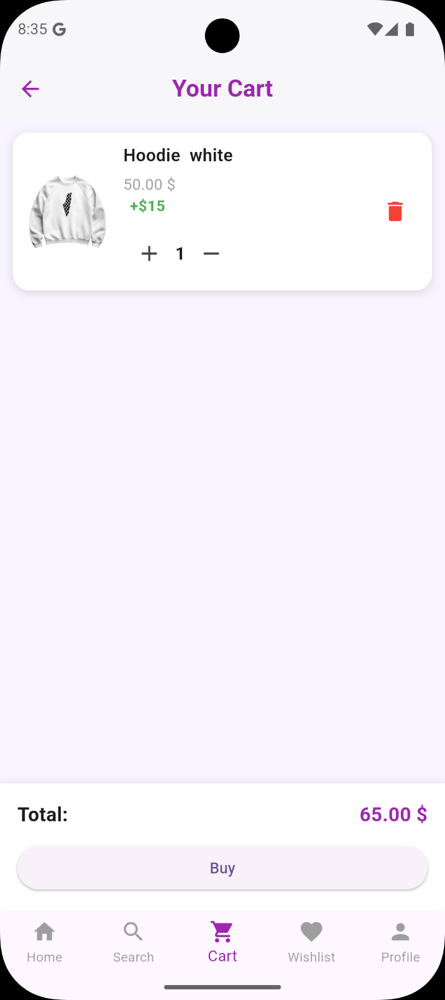 8:35 G
Your Cart
Hoodie  white
50.00 $
+$15
1
Total:
65.00 $
Buy
Home
Search
Cart
Wishlist
Profile